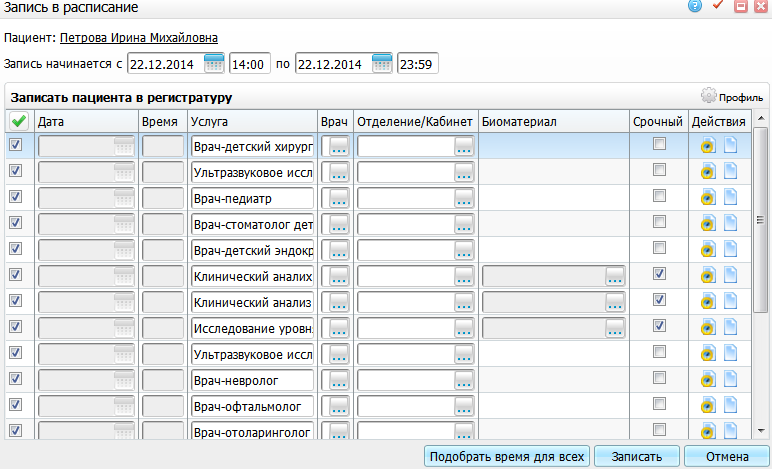 Запись в расписание
Пациент: Петрова Ирина Михайловна
Запись начинается с 22.12.2014 14:00 по 22.12.2014 23:59
Записать пациента в регистратуру Профиль
Дата Время Услуга Врач Отделение/Кабинет Биоматериал Срочный Действия
Врач-детский хирург
Ультразвуковое иссл
Врач-педиатр
Врач-стоматолог дет
Врач-детский эндокр
Клинический аналих
Клинический анализ
Исследование уровня
Ультразвуковое иссл
Врач-невролог
Врач-офтальмолог
Врач-отоларинголог
Подобрать время для всех Записать Отмена